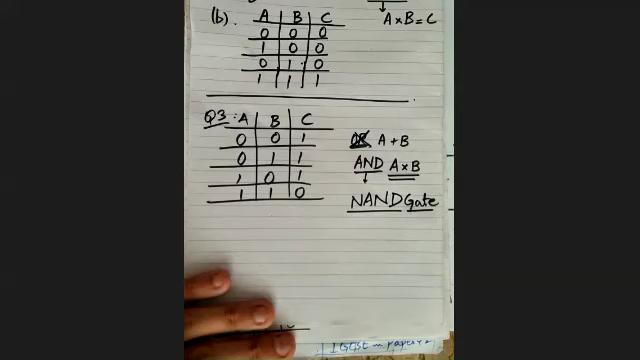 (b). A B C
A × B = C
0 0 0
1 0 0
0 1 0
1 1 1
Q3 : A B C
0 0 1
0 1 1
1 0 1
1 1 0
A + B
AND A × B
NAND Gate
IGCSE